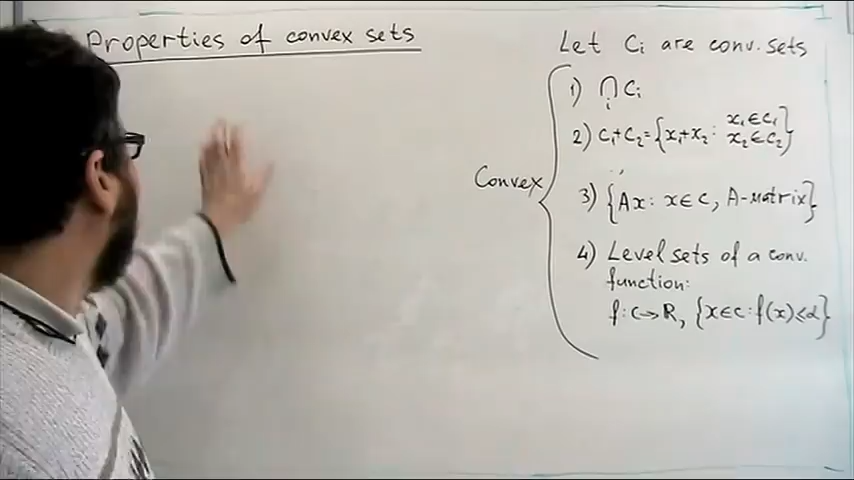 Properties of convex sets
Let Ci are conv. sets
Convex
1) ⋂ Ci
i
2) C₁+C₂={x₁+x₂: x₁∈C₁
x₂∈C₂}
3) {Ax: x∈C, A-matrix}
4) Level sets of a conv.
function:
f: C→R, {x∈C: f(x)≤α}